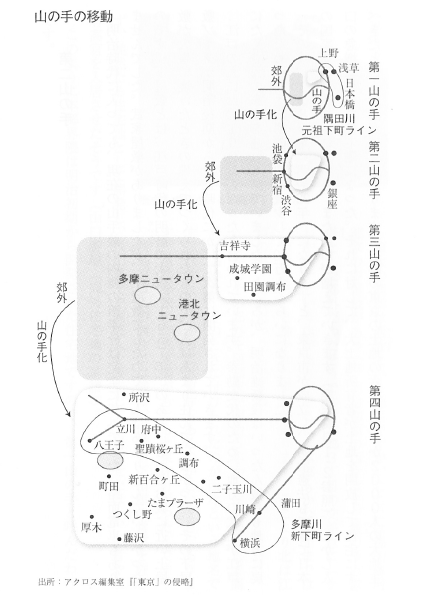 山の手の移動
上野
浅草
日本橋
郊外
山の手
第一山の手
隅田川
元祖下町ライン
山の手化
池袋
新宿
渋谷
銀座
郊外
第二山の手
山の手化
吉祥寺
成城学園
田園調布
第三山の手
多摩ニュータウン
港北
ニュータウン
郊外
山の手化
所沢
立川
府中
八王子
聖蹟桜ヶ丘
調布
新百合ヶ丘
町田
二子玉川
たまプラーザ
つくし野
川崎
蒲田
厚木
藤沢
横浜
多摩川
新下町ライン
第四山の手
出所:アクロス編集室『「東京」の侵略』